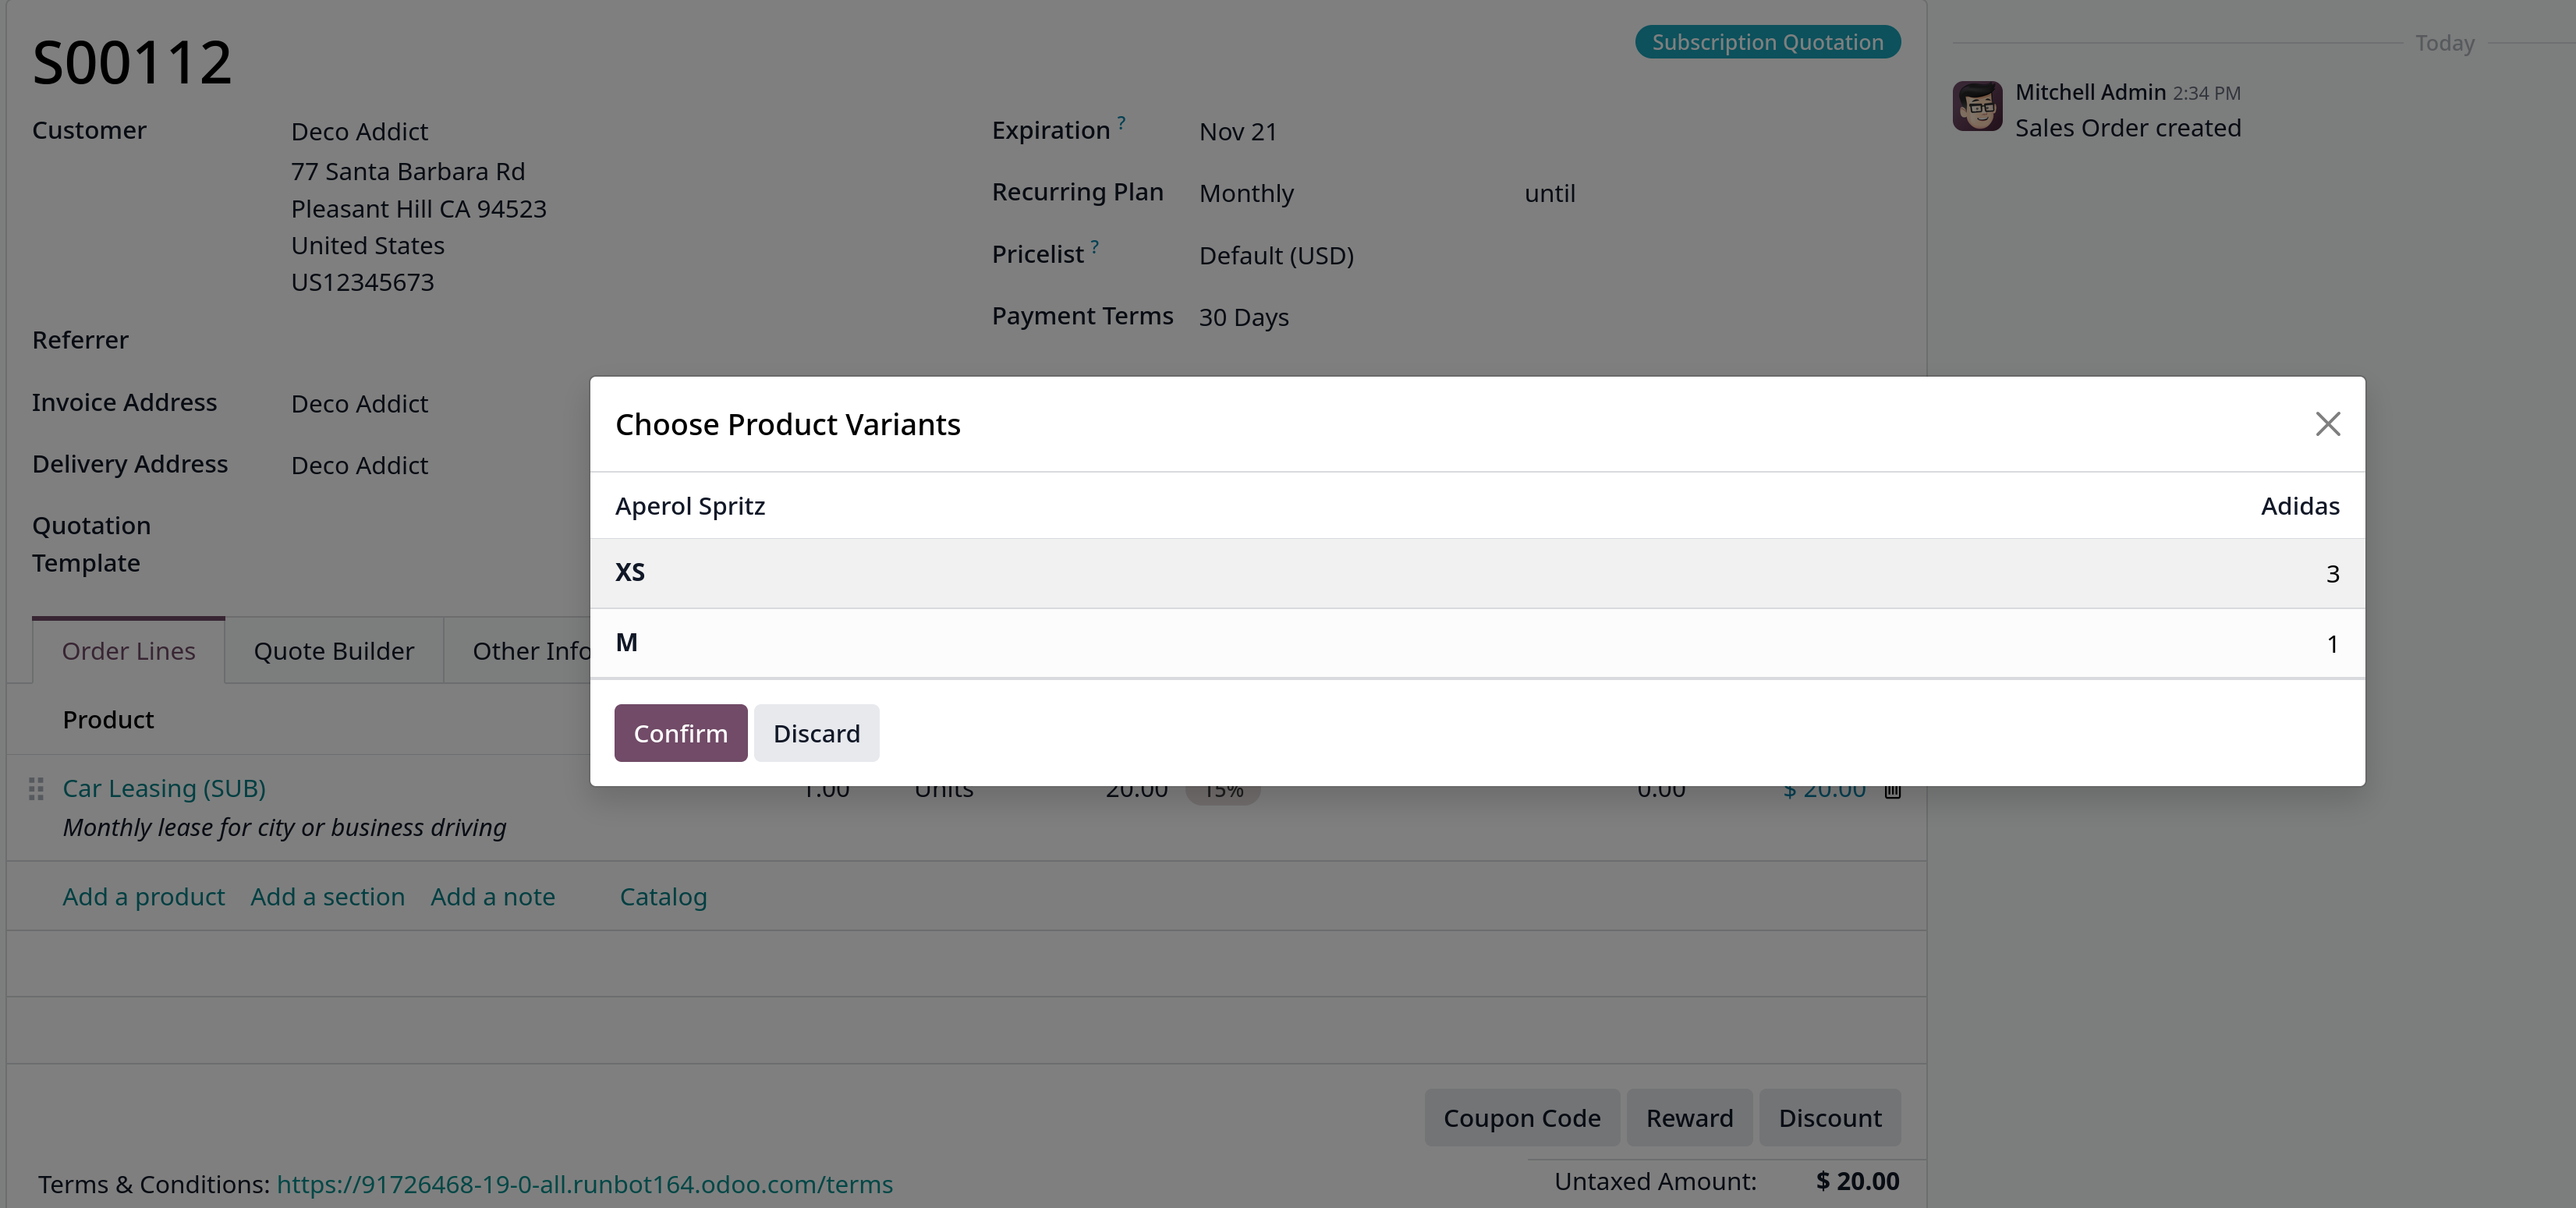 S00112
Subscription Quotation
Today
Mitchell Admin 2:34 PM
Sales Order created
Customer
Deco Addict
77 Santa Barbara Rd
Pleasant Hill CA 94523
United States
US12345673
Expiration ?
Nov 21
Recurring Plan
Monthly
until
Pricelist ?
Default (USD)
Payment Terms
30 Days
Referrer
Invoice Address
Deco Addict
Delivery Address
Deco Addict
Quotation
Template
Choose Product Variants
Aperol Spritz
Adidas
XS
3
M
1
Confirm
Discard
Order Lines
Quote Builder
Other Info
Product
Car Leasing (SUB)
1.00
Units
20.00
15%
0.00
$ 20.00
Monthly lease for city or business driving
Add a product
Add a section
Add a note
Catalog
Coupon Code
Reward
Discount
Terms & Conditions: https://91726468-19-0-all.runbot164.odoo.com/terms
Untaxed Amount:
$ 20.00